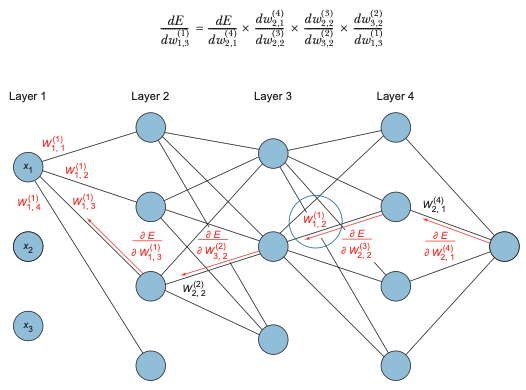 dE/dw_{1,3}^{(1)} = dE/dw_{2,1}^{(4)} × dw_{2,1}^{(4)}/dw_{2,2}^{(3)} × dw_{2,2}^{(3)}/dw_{3,2}^{(2)} × dw_{3,2}^{(2)}/dw_{1,3}^{(1)}
Layer 1 Layer 2 Layer 3 Layer 4
W_{1,1}^{(1)}
x_1
W_{1,2}^{(1)}
W_{1,3}^{(1)}
W_{1,4}^{(1)}
W_{2,1}^{(4)}
W_{1,2}^{(1)}
∂E/∂W_{1,3}^{(1)}
∂E/∂W_{3,2}^{(2)}
∂E/∂W_{2,2}^{(3)}
∂E/∂W_{2,1}^{(4)}
x_2
W_{2,2}^{(2)}
x_3